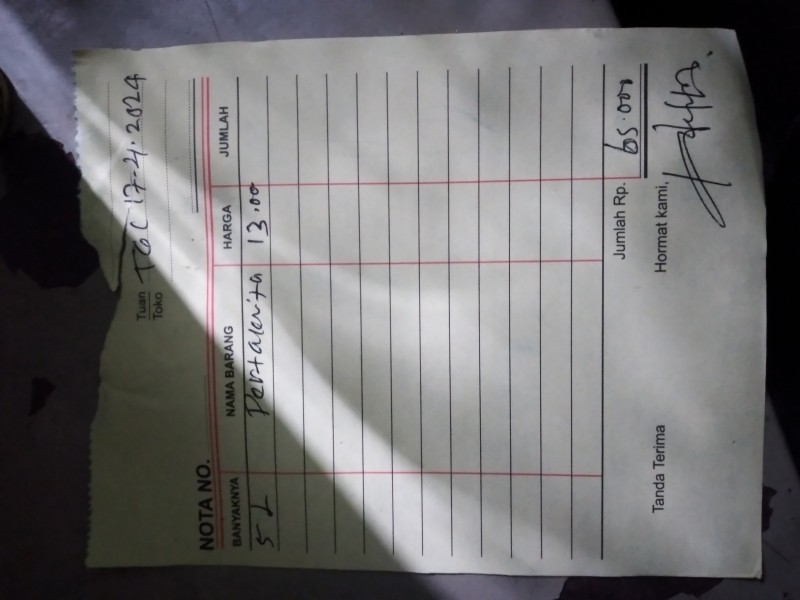 TGL 17-4-2024
Tuan
Toko
NOTA NO.
BANYAKNYA NAMA BARANG HARGA JUMLAH
5 L Pertalite 13.00
Jumlah Rp. 65.000
Tanda Terima Hormat kami,